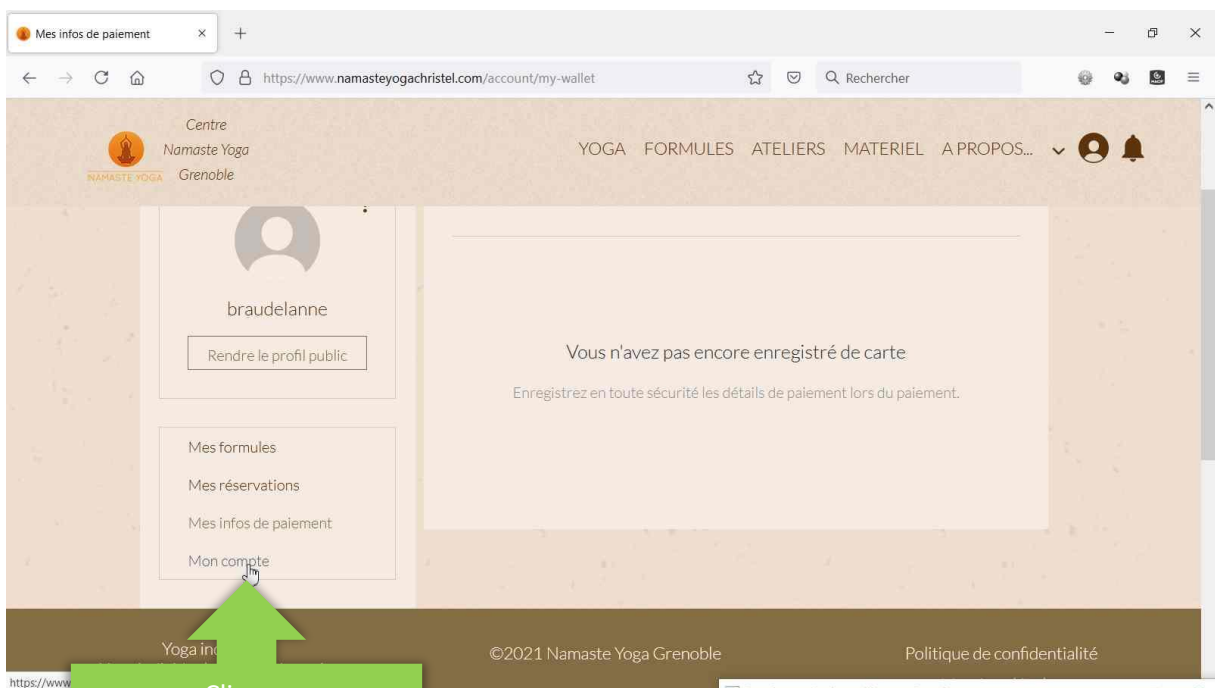 Mes infos de paiement
https://www.namasteyogachristel.com/account/my-wallet
Rechercher
Centre
Namaste Yoga
Grenoble
NAMASTE YOGA
YOGA FORMULES ATELIERS MATERIEL A PROPOS...
braudelanne
Rendre le profil public
Vous n'avez pas encore enregistré de carte
Enregistrez en toute sécurité les détails de paiement lors du paiement.
Mes formules
Mes réservations
Mes infos de paiement
Mon compte
Yoga
©2021 Namaste Yoga Grenoble
Politique de confidentialité
https://www